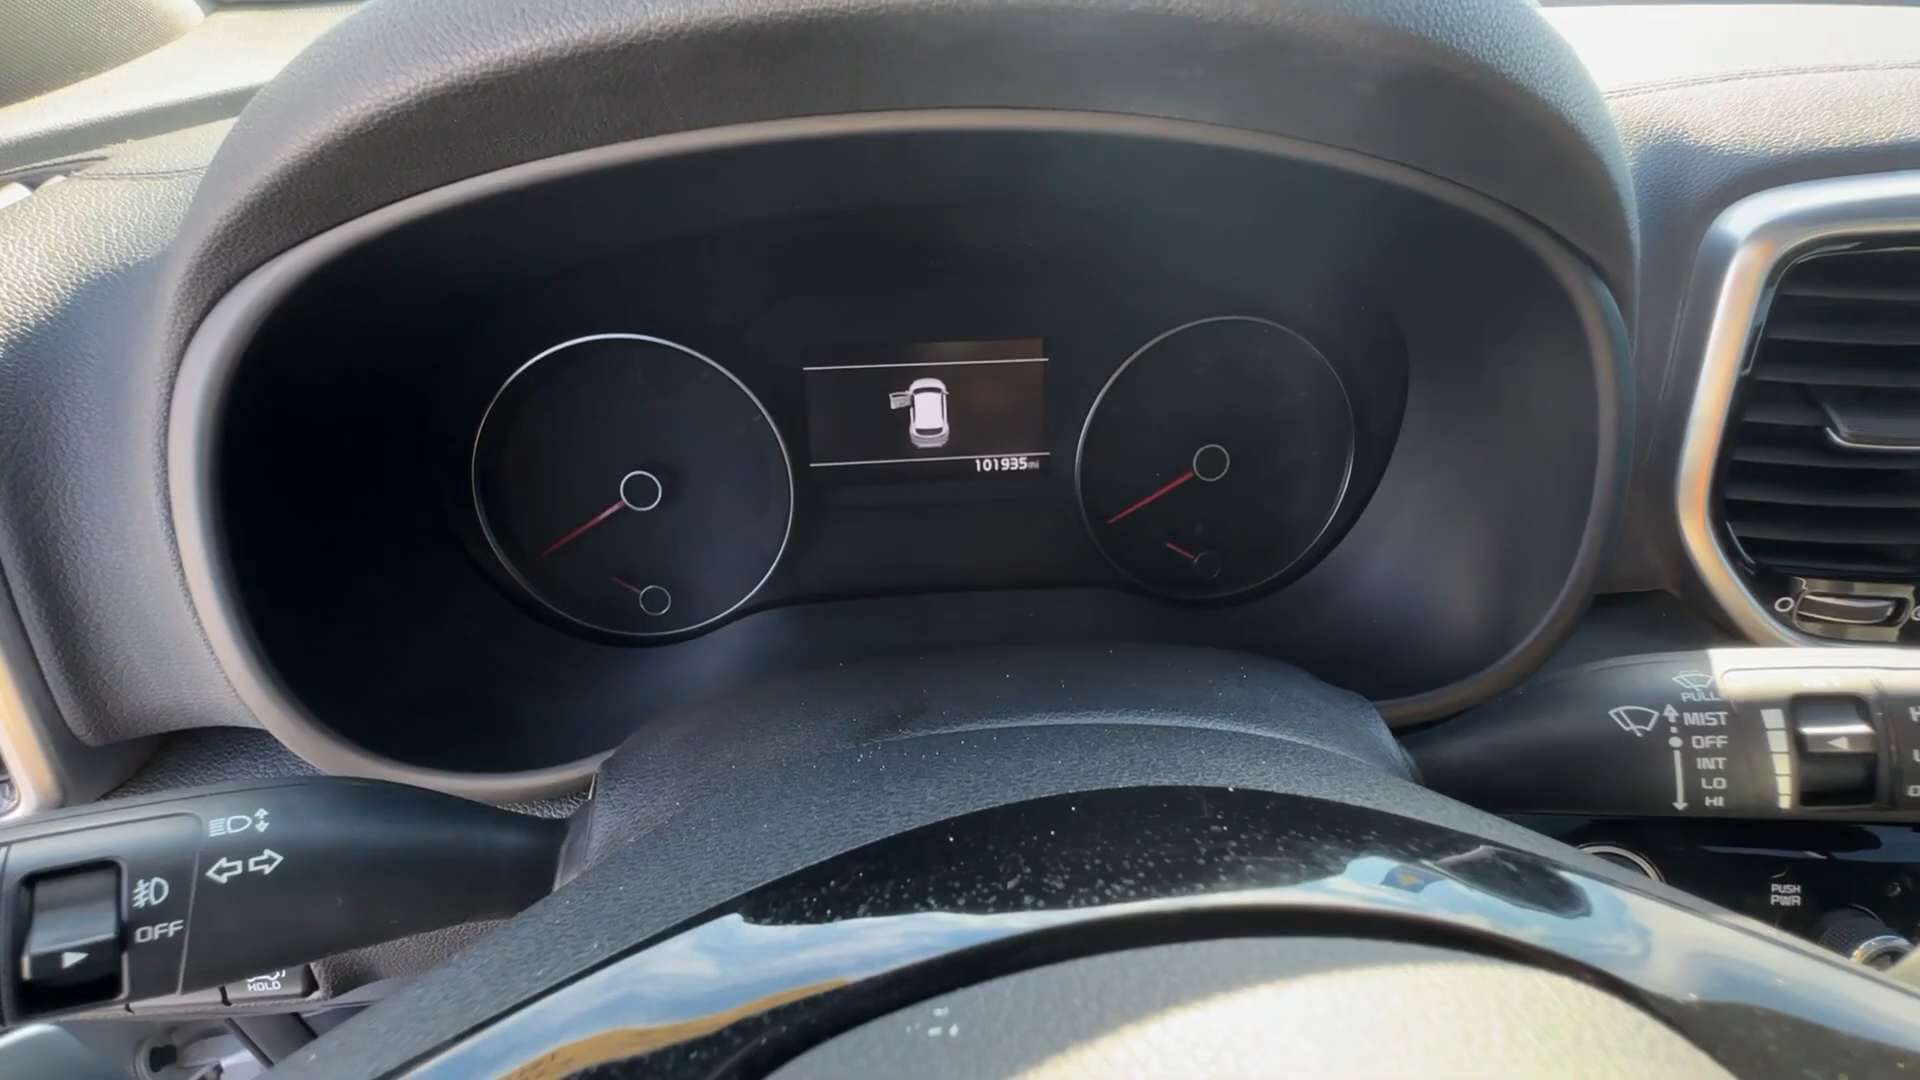 101935mi
PULL
MIST
OFF
INT
LO
HI
OFF
HOLD
PUSH
PWR